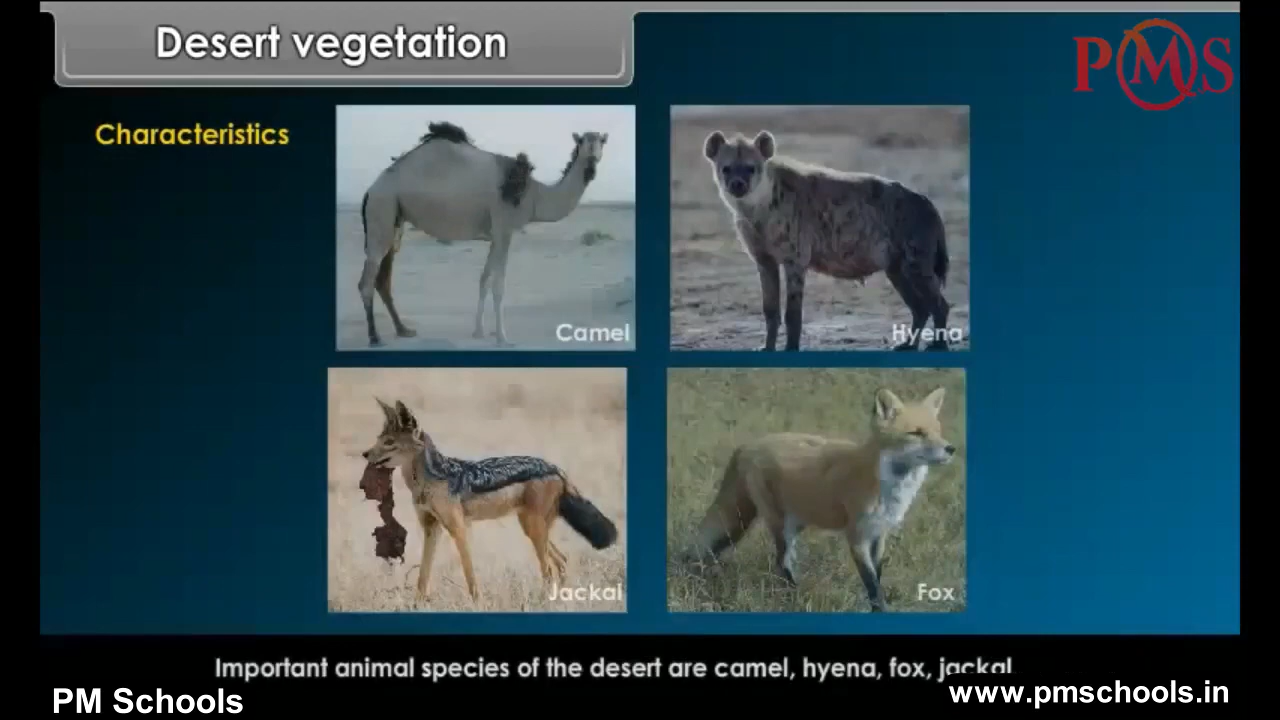 Desert vegetation
PMS
Characteristics
Camel
Hyena
Jackal
Fox
Important animal species of the desert are camel, hyena, fox, jackal
PM Schools
www.pmschools.in